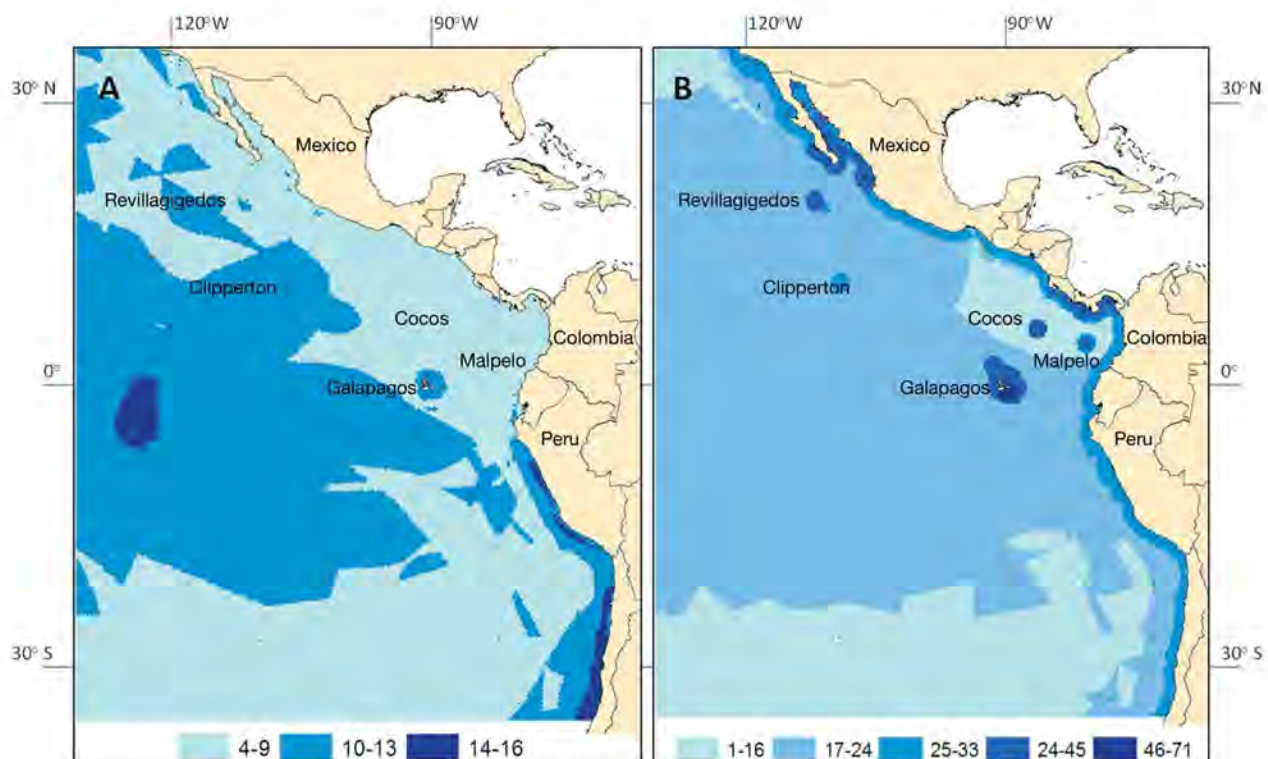 120°W 90°W 120°W 90°W
A B
30° N 30° N
Mexico Mexico
Revillagigedos Revillagigedos
Clipperton Clipperton
Cocos Cocos
Colombia Colombia
Malpelo Malpelo
0° 0°
Galapagos Galapagos
Peru Peru
30° S 30° S
4-9 10-13 14-16 1-16 17-24 25-33 24-45 46-71